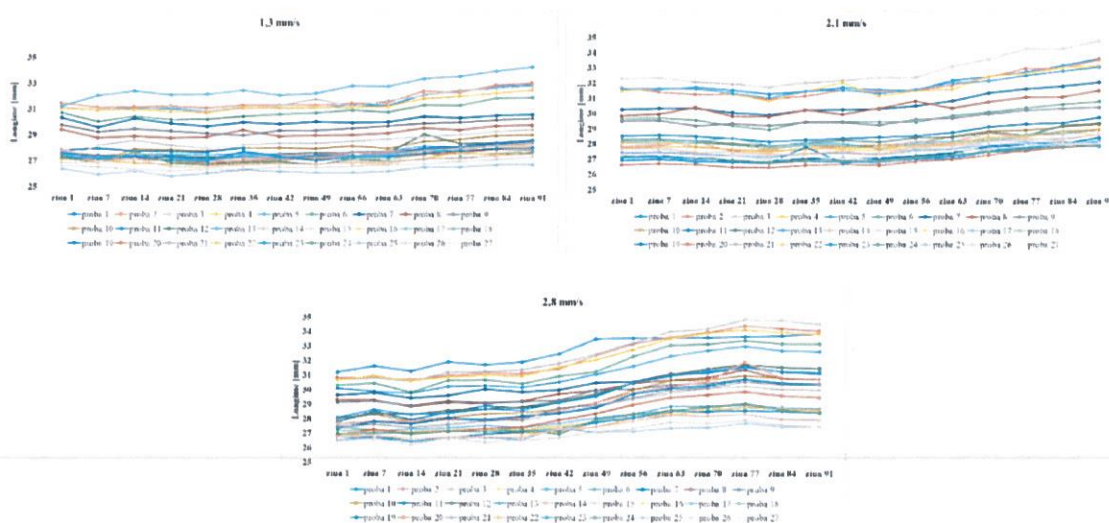 1,3 mm/s
Lungime [mm]
35
33
31
29
27
25
ziua 1 ziua 7 ziua 14 ziua 21 ziua 28 ziua 35 ziua 42 ziua 49 ziua 56 ziua 63 ziua 70 ziua 77 ziua 84 ziua 91
proba 1 proba 2 proba 3 proba 4 proba 5 proba 6 proba 7 proba 8 proba 9
proba 10 proba 11 proba 12 proba 13 proba 14 proba 15 proba 16 proba 17 proba 18
proba 19 proba 20 proba 21 proba 22 proba 23 proba 24 proba 25 proba 26 proba 27
2,1 mm/s
Lungime [mm]
35
34
33
32
31
30
29
28
27
26
25
ziua 1 ziua 7 ziua 14 ziua 21 ziua 28 ziua 35 ziua 42 ziua 49 ziua 56 ziua 63 ziua 70 ziua 77 ziua 84 ziua 91
proba 1 proba 2 proba 3 proba 4 proba 5 proba 6 proba 7 proba 8 proba 9
proba 10 proba 11 proba 12 proba 13 proba 14 proba 15 proba 16 proba 17 proba 18
proba 19 proba 20 proba 21 proba 22 proba 23 proba 24 proba 25 proba 26 proba 27
2,8 mm/s
Lungime [mm]
35
34
33
32
31
30
29
28
27
26
25
ziua 1 ziua 7 ziua 14 ziua 21 ziua 28 ziua 35 ziua 42 ziua 49 ziua 56 ziua 63 ziua 70 ziua 77 ziua 84 ziua 91
proba 1 proba 2 proba 3 proba 4 proba 5 proba 6 proba 7 proba 8 proba 9
proba 10 proba 11 proba 12 proba 13 proba 14 proba 15 proba 16 proba 17 proba 18
proba 19 proba 20 proba 21 proba 22 proba 23 proba 24 proba 25 proba 26 proba 27